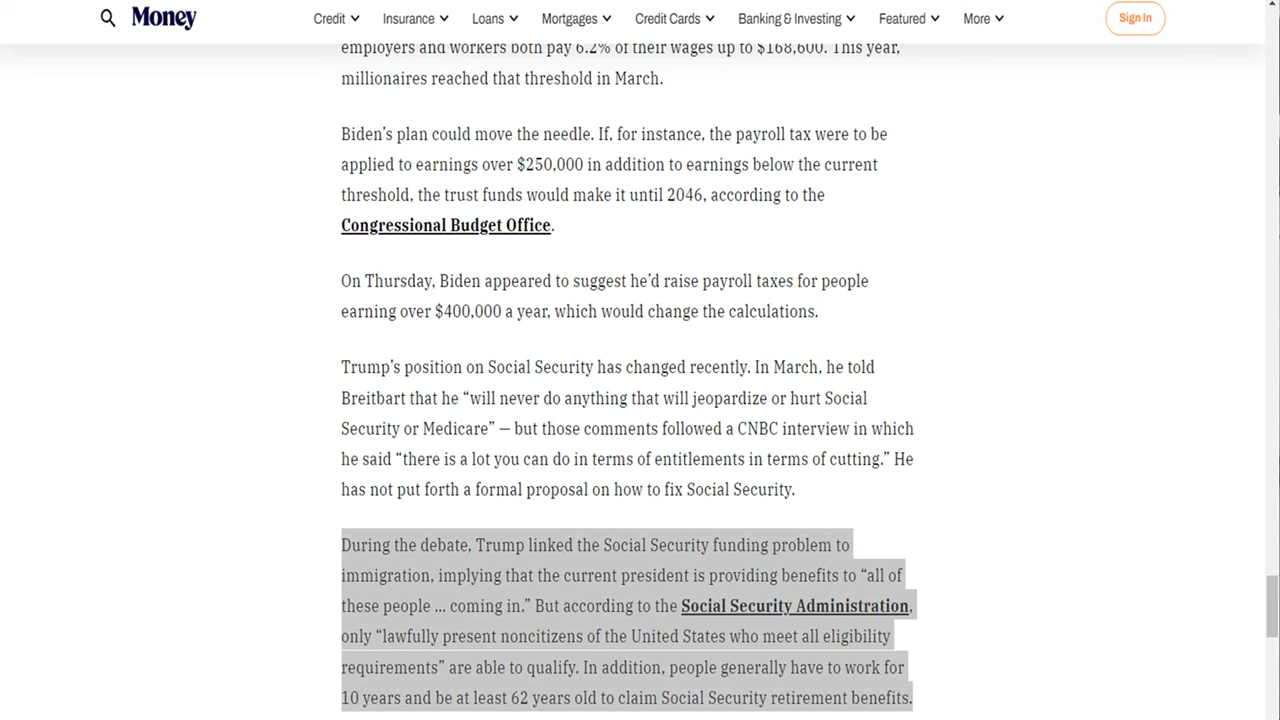 Money
Credit
Insurance
Loans
Mortgages
Credit Cards
Banking & Investing
Featured
More
Sign In
employers and workers both pay 6.2% of their wages up to $168,600. This year,
millionaires reached that threshold in March.
Biden’s plan could move the needle. If, for instance, the payroll tax were to be
applied to earnings over $250,000 in addition to earnings below the current
threshold, the trust funds would make it until 2046, according to the
Congressional Budget Office.
On Thursday, Biden appeared to suggest he’d raise payroll taxes for people
earning over $400,000 a year, which would change the calculations.
Trump’s position on Social Security has changed recently. In March, he told
Breitbart that he “will never do anything that will jeopardize or hurt Social
Security or Medicare” — but those comments followed a CNBC interview in which
he said “there is a lot you can do in terms of entitlements in terms of cutting.” He
has not put forth a formal proposal on how to fix Social Security.
During the debate, Trump linked the Social Security funding problem to
immigration, implying that the current president is providing benefits to “all of
these people ... coming in.” But according to the Social Security Administration,
only “lawfully present noncitizens of the United States who meet all eligibility
requirements” are able to qualify. In addition, people generally have to work for
10 years and be at least 62 years old to claim Social Security retirement benefits.